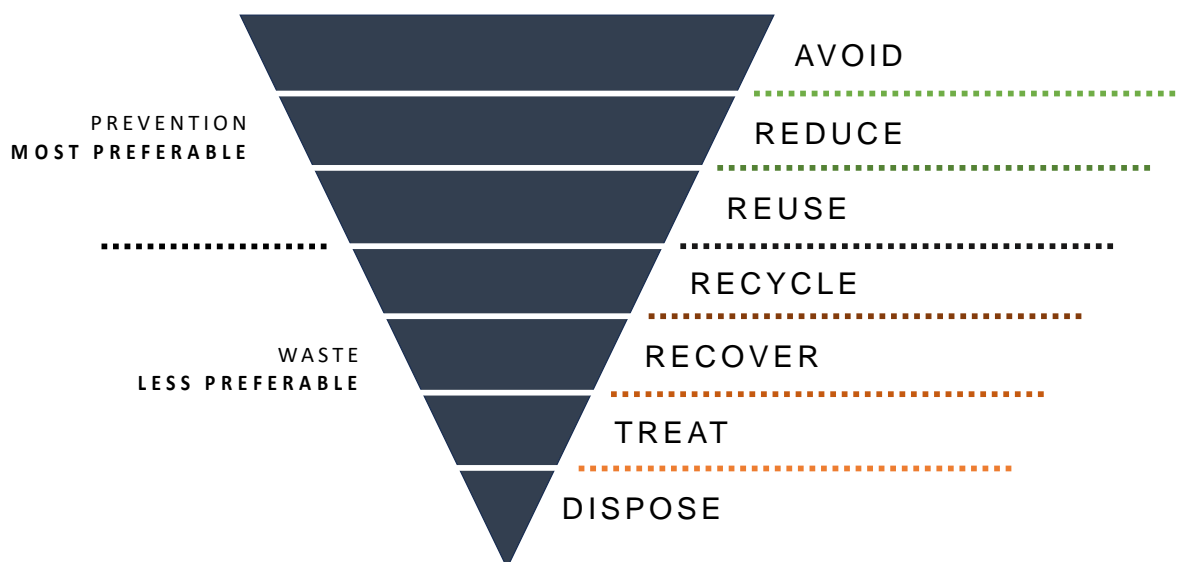 AVOID
PREVENTION
MOST PREFERABLE
REDUCE
REUSE
RECYCLE
WASTE
LESS PREFERABLE
RECOVER
TREAT
DISPOSE